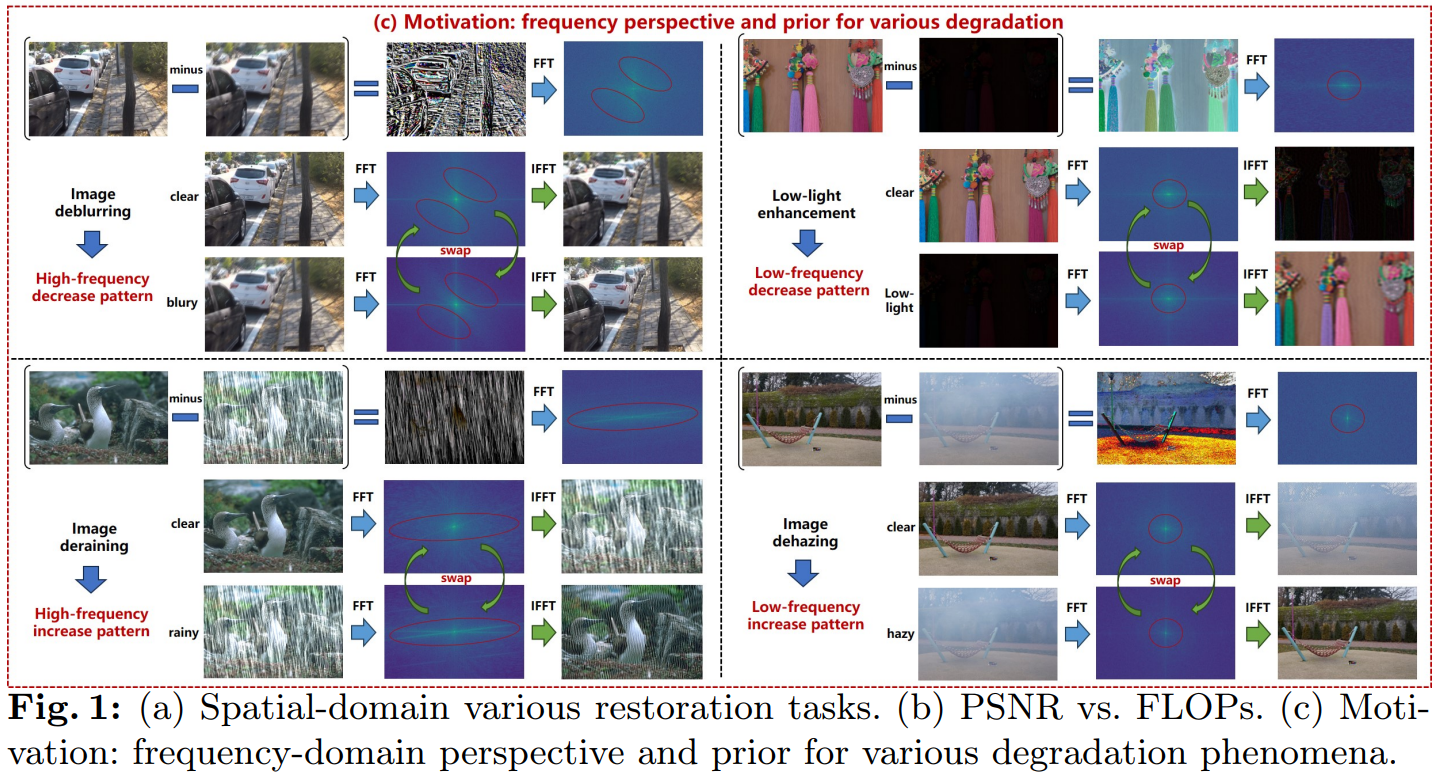 (c) Motivation: frequency perspective and prior for various degradation
minus
FFT
Image
deblurring
High-frequency
decrease pattern
clear
FFT
IFFT
swap
blury
FFT
IFFT
minus
FFT
Low-light
enhancement
Low-frequency
decrease pattern
clear
FFT
IFFT
swap
Low-
light
FFT
IFFT
minus
FFT
Image
deraining
High-frequency
increase pattern
clear
FFT
IFFT
swap
rainy
FFT
IFFT
minus
FFT
Image
dehazing
Low-frequency
increase pattern
clear
FFT
IFFT
swap
hazy
FFT
IFFT
Fig. 1: (a) Spatial-domain various restoration tasks. (b) PSNR vs. FLOPs. (c) Moti-
vation: frequency-domain perspective and prior for various degradation phenomena.